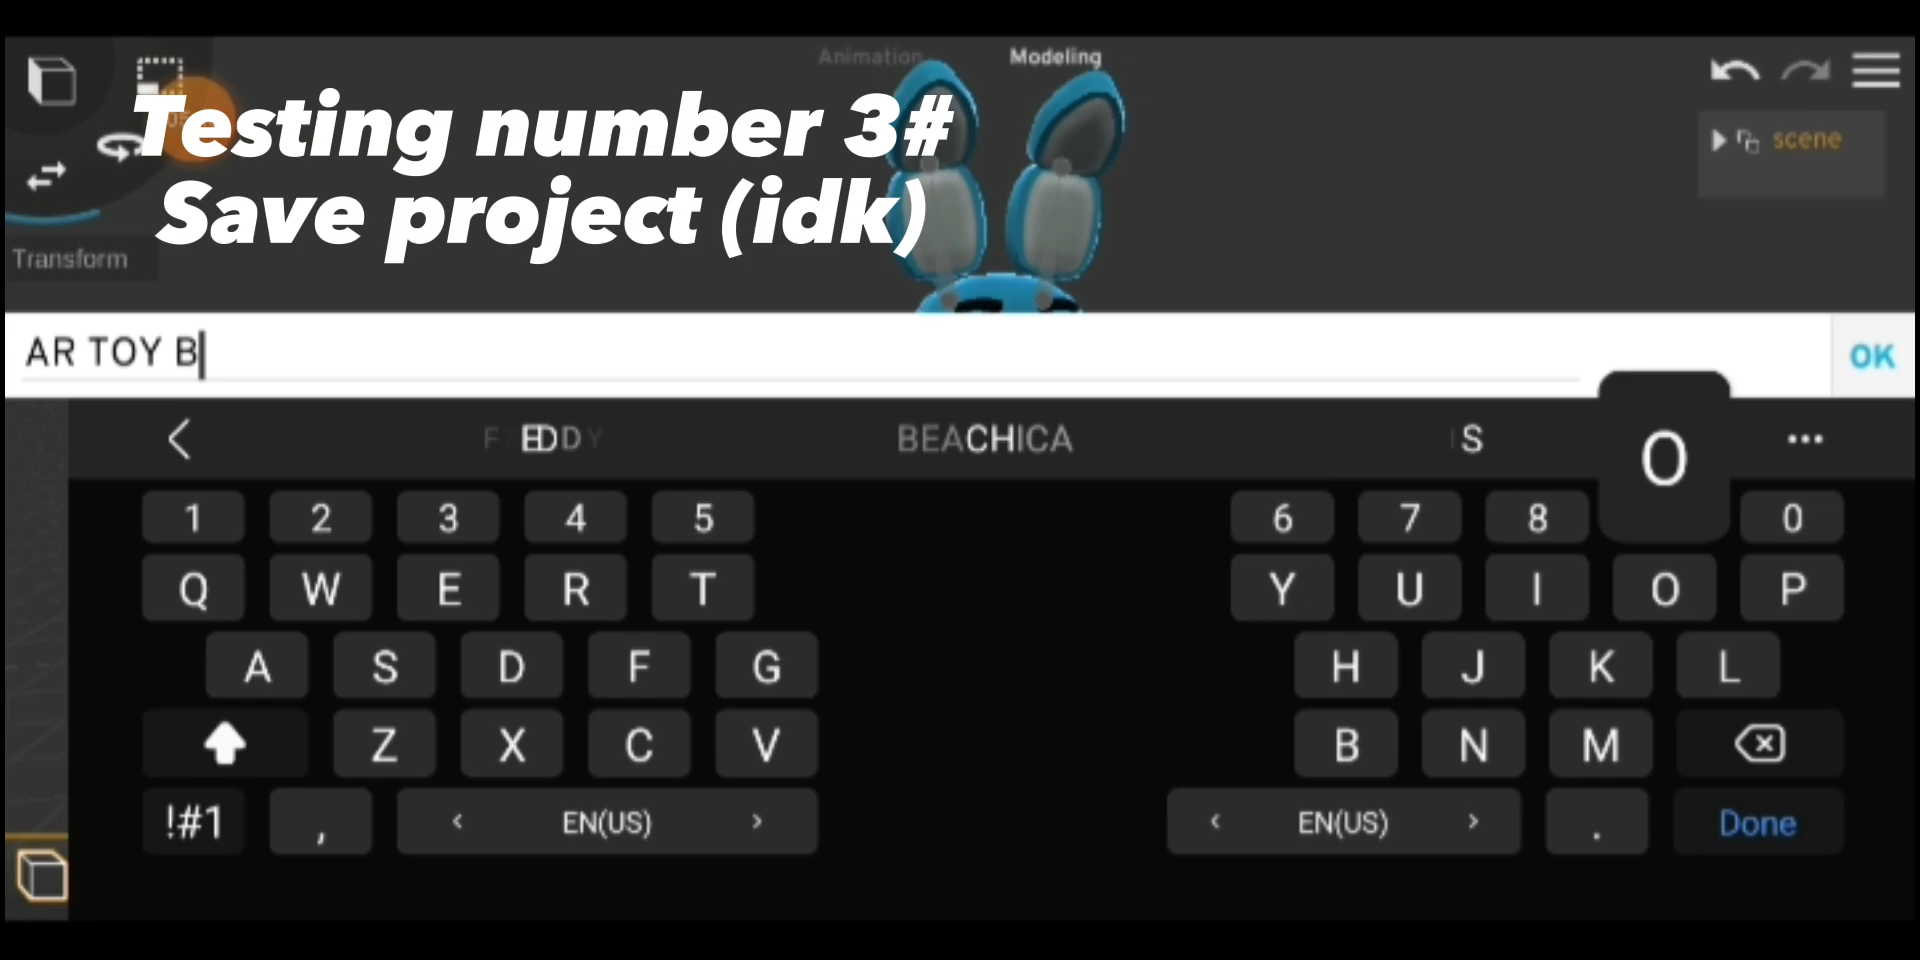 Animation
Modeling
Testing number 3#
Save project (idk)
scene
Transform
AR TOY B
OK
BEACHICA
S
O
1 2 3 4 5 6 7 8 0
Q W E R T Y U I O P
A S D F G H J K L
Z X C V B N M
!#1 , < EN(US) > < EN(US) > . Done